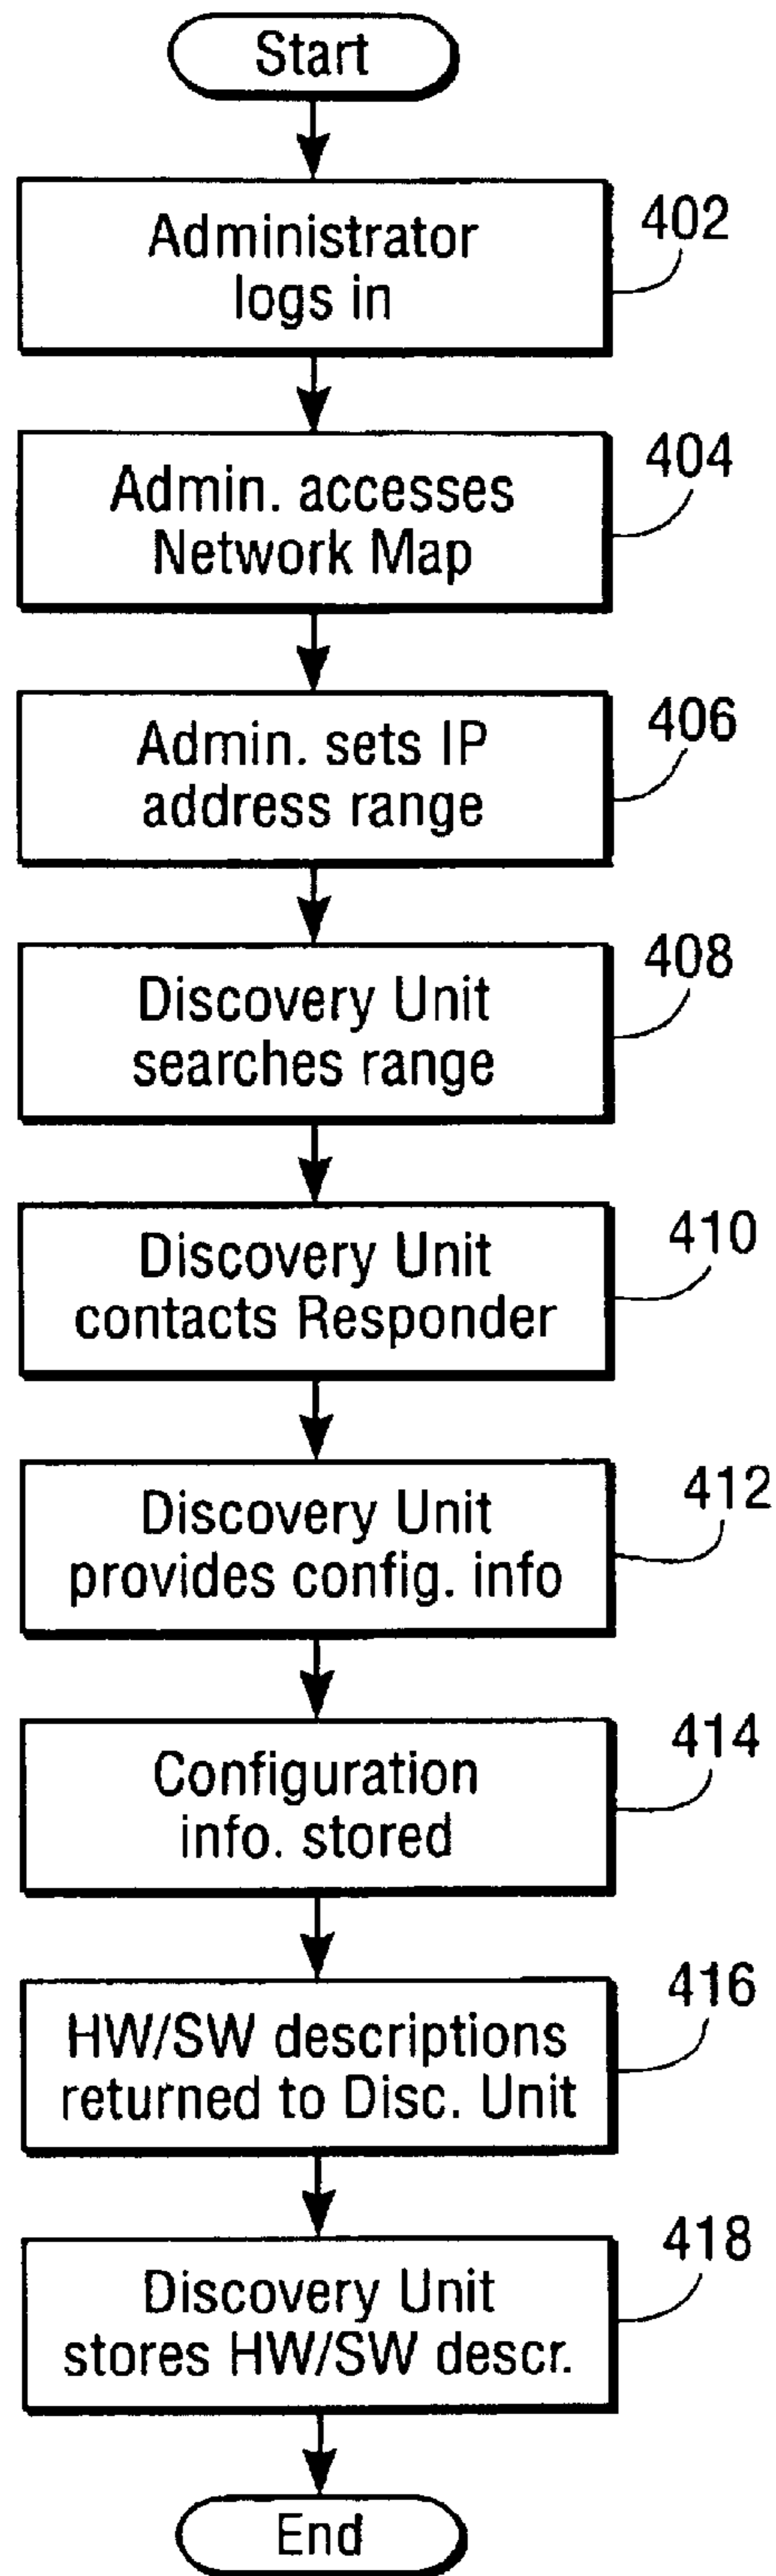 Start
Administrator
logs in
402
Admin. accesses
Network Map
404
Admin. sets IP
address range
406
Discovery Unit
searches range
408
Discovery Unit
contacts Responder
410
Discovery Unit
provides config. info
412
Configuration
info. stored
414
HW/SW descriptions
returned to Disc. Unit
416
Discovery Unit
stores HW/SW descr.
418
End